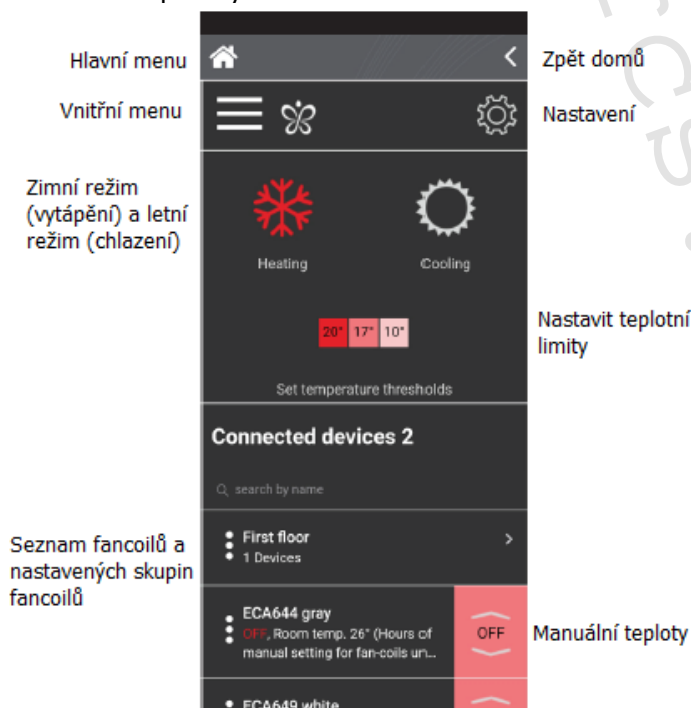 Hlavní menu
Zpět domů
Vnitřní menu
Nastavení
Zimní režim
(vytápění) a letní
režim (chlazení)
Heating
Cooling
20° 17° 10°
Nastavit teplotní
limity
Set temperature thresholds
Connected devices 2
search by name
Seznam fancoilů a
nastavených skupin
fancoilů
First floor
1 Devices
ECA644 gray
OFF, Room temp. 26° (Hours of
manual setting for fan-coils un...
OFF
Manuální teploty
ECA649 white